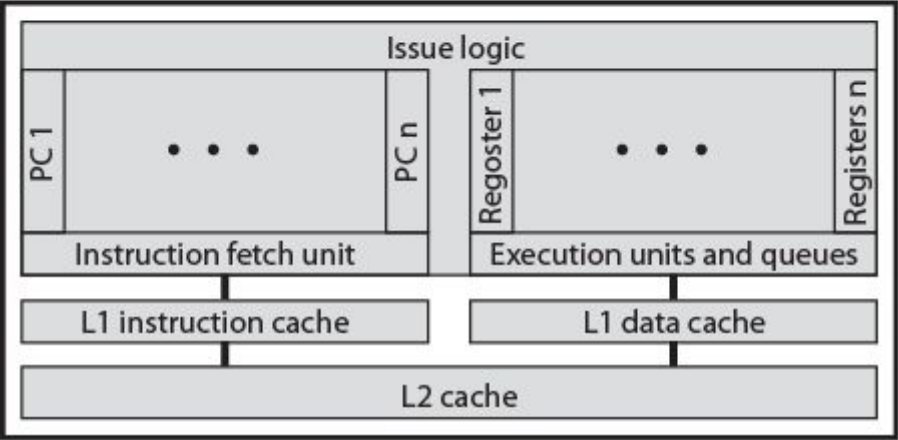 Issue logic
PC 1
PC n
Regoster 1
Registers n
Instruction fetch unit
Execution units and queues
L1 instruction cache
L1 data cache
L2 cache